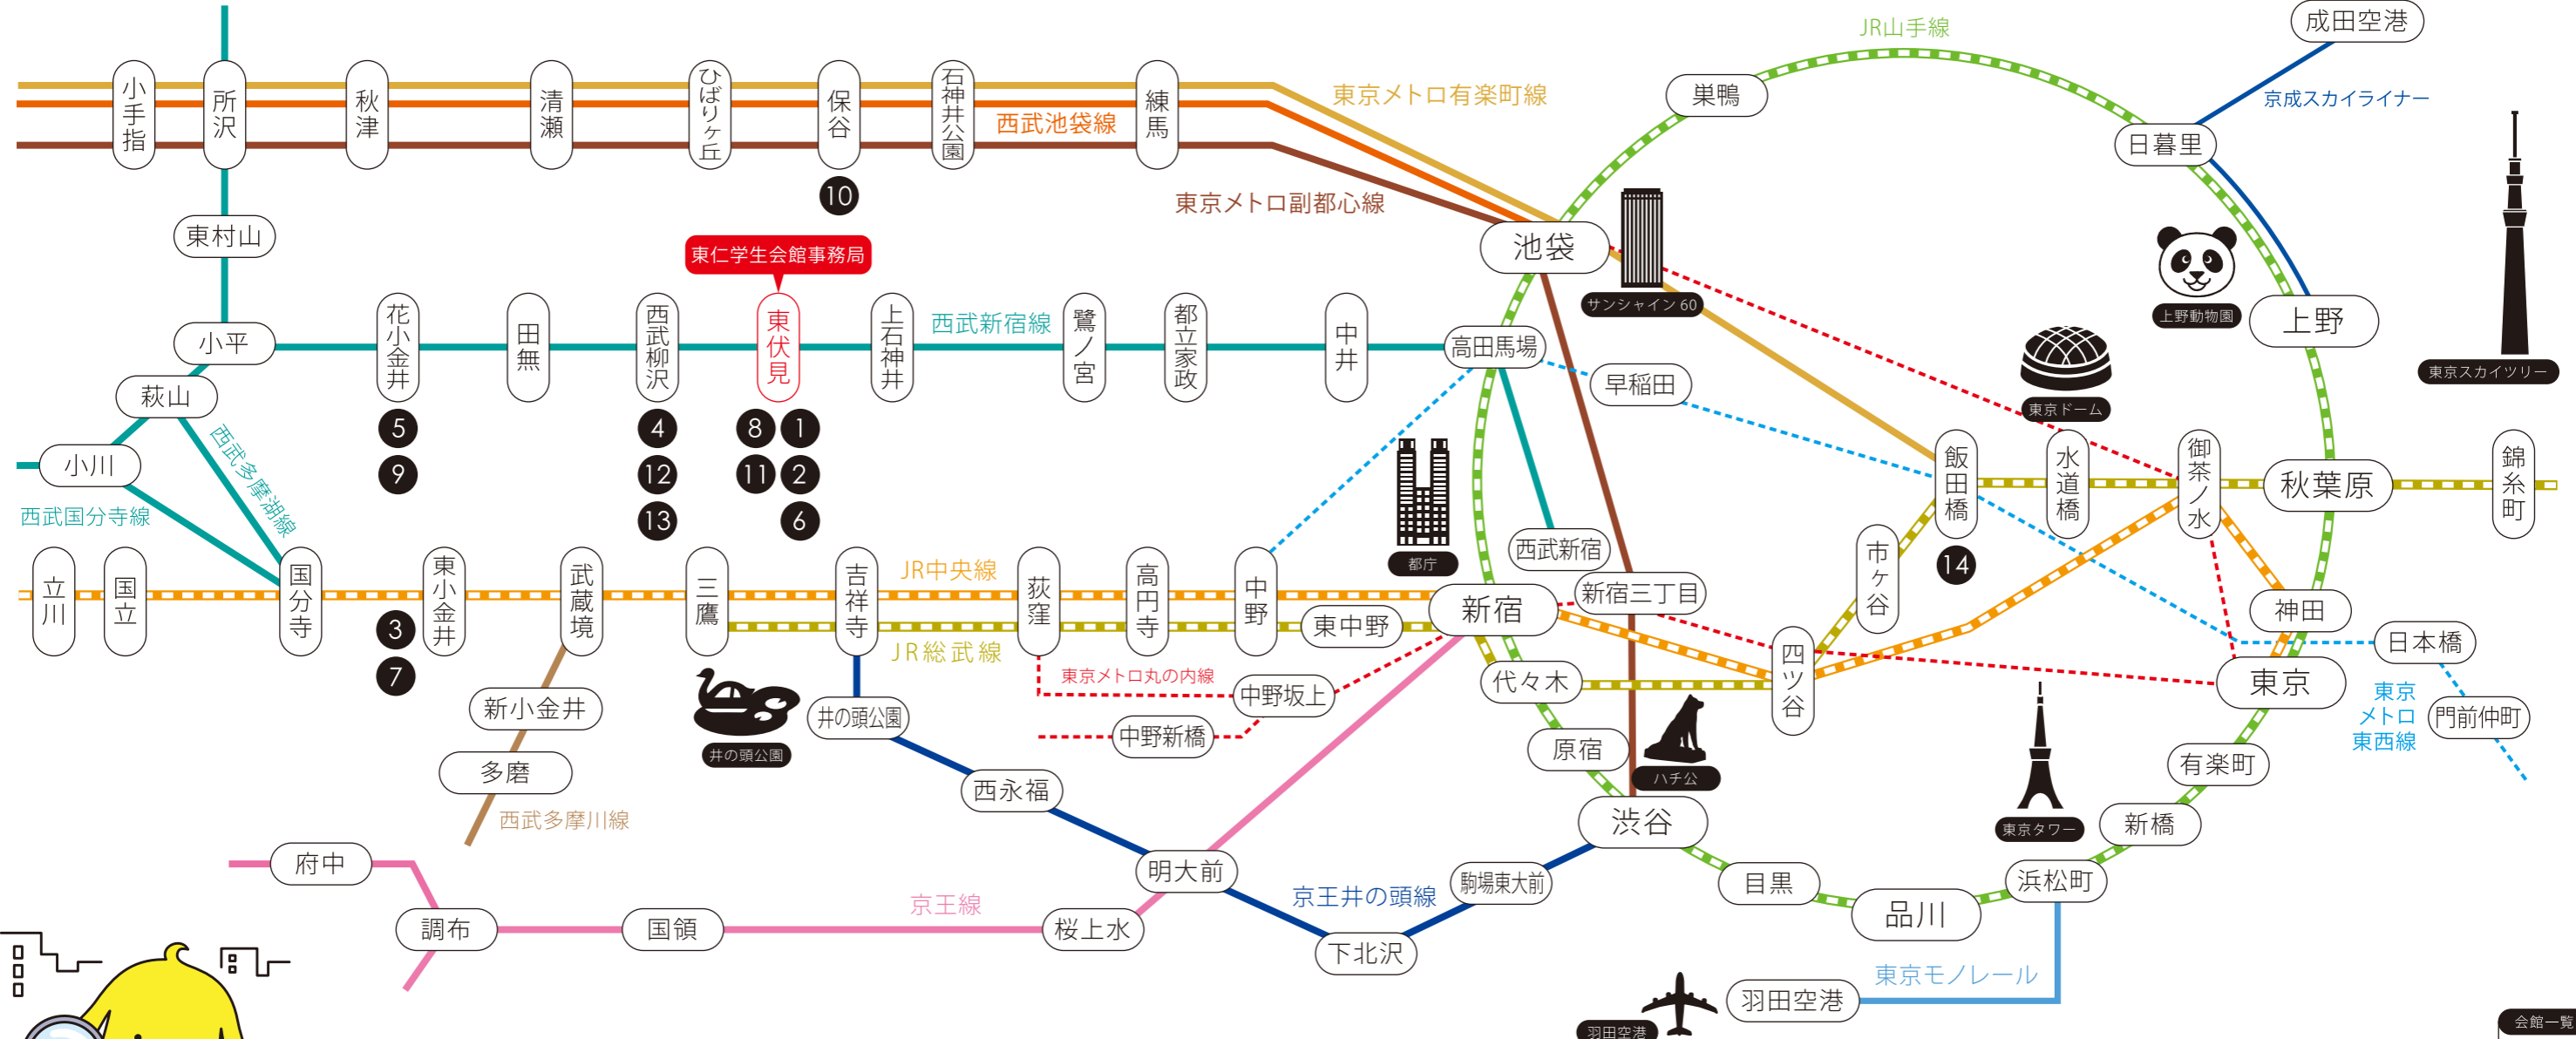 JR山手線
成田空港
京成スカイライナー
小手指
所沢
秋津
清瀬
ひばりヶ丘
保谷
石神井公園
練馬
東京メトロ有楽町線
西武池袋線
東京メトロ副都心線
巣鴨
日暮里
10
東村山
東仁学生会館事務局
池袋
サンシャイン60
上野動物園
上野
東京スカイツリー
小平
花小金井
田無
西武柳沢
東伏見
上石神井
西武新宿線
鷺ノ宮
都立家政
中井
高田馬場
早稲田
東京ドーム
萩山
小川
西武国分寺線
西武多摩湖線
5
9
4
12
13
8
1
11
2
6
都庁
西武新宿
飯田橋
水道橋
御茶ノ水
秋葉原
錦糸町
14
市ヶ谷
立川
国立
国分寺
東小金井
武蔵境
三鷹
吉祥寺
JR中央線
荻窪
高円寺
中野
東中野
新宿
新宿三丁目
3
7
JR総武線
東京メトロ丸の内線
中野坂上
中野新橋
代々木
四ツ谷
神田
日本橋
東京
東京
メトロ
東西線
門前仲町
新小金井
多磨
西武多摩川線
井の頭公園
井の頭公園
西永福
原宿
ハチ公
渋谷
有楽町
新橋
東京タワー
府中
調布
国領
京王線
桜上水
明大前
京王井の頭線
下北沢
駒場東大前
目黒
品川
浜松町
東京モノレール
羽田空港
羽田空港
会館一覧